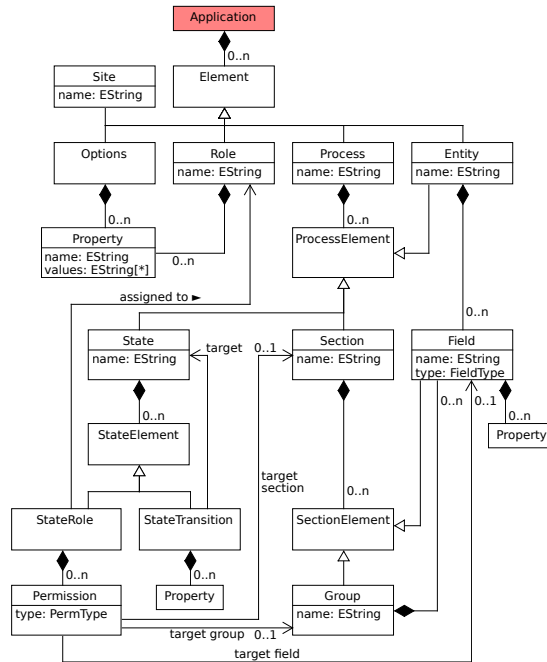 Application
0..n
Site
name: EString
Element
Options
Role
name: EString
Process
name: EString
Entity
name: EString
0..n
0..n
Property
name: EString
values: EString[*]
0..n
ProcessElement
assigned to ►
0..n
State
name: EString
target
0..1
Section
name: EString
Field
name: EString
type: FieldType
0..n
0..n
0..1
0..n
StateElement
Property
target
section
0..n
StateRole
StateTransition
SectionElement
0..n
0..n
Permission
type: PermType
Property
Group
name: EString
target group
0..1
target field